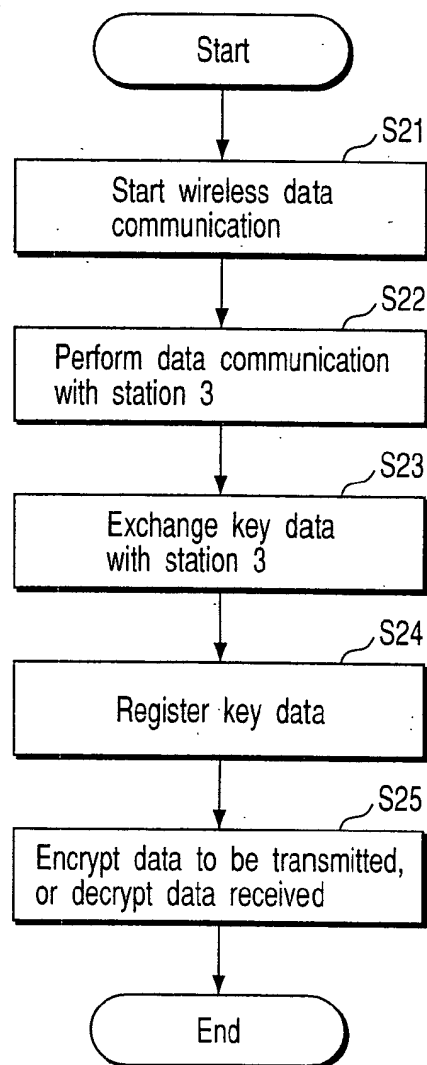 Start
S21
Start wireless data
communication
S22
Perform data communication
with station 3
S23
Exchange key data
with station 3
S24
Register key data
S25
Encrypt data to be transmitted,
or decrypt data received
End